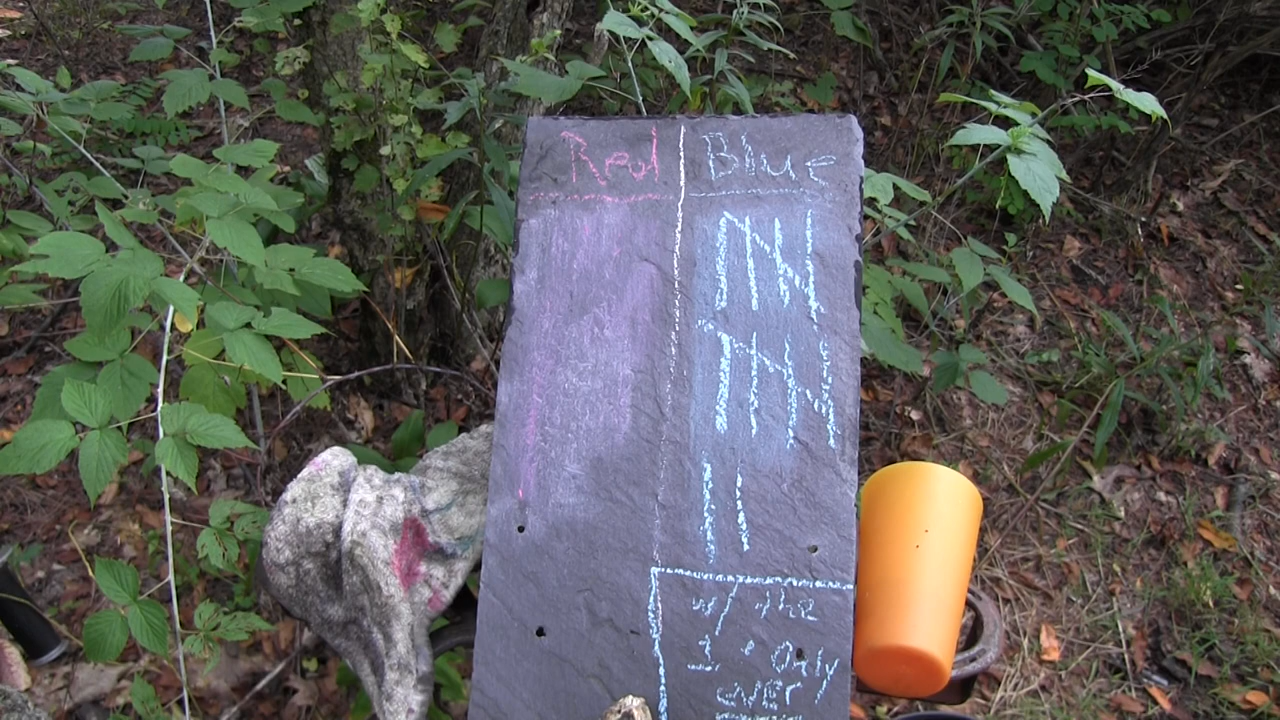 Red Blue
w/ the
1st Only
ever